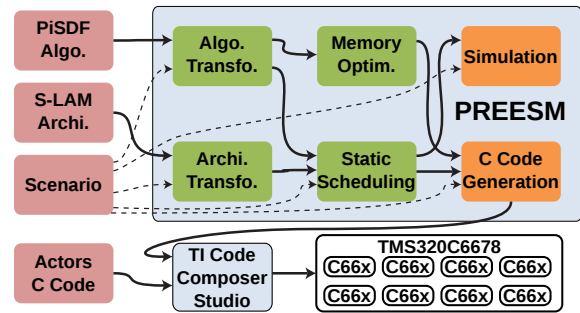 PiSDF
Algo.
Algo.
Transfo.
Memory
Optim.
Simulation
S-LAM
Archi.
PREESM
Scenario
Archi.
Transfo.
Static
Scheduling
C Code
Generation
Actors
C Code
TI Code
Composer
Studio
TMS320C6678
C66x C66x C66x C66x
C66x C66x C66x C66x